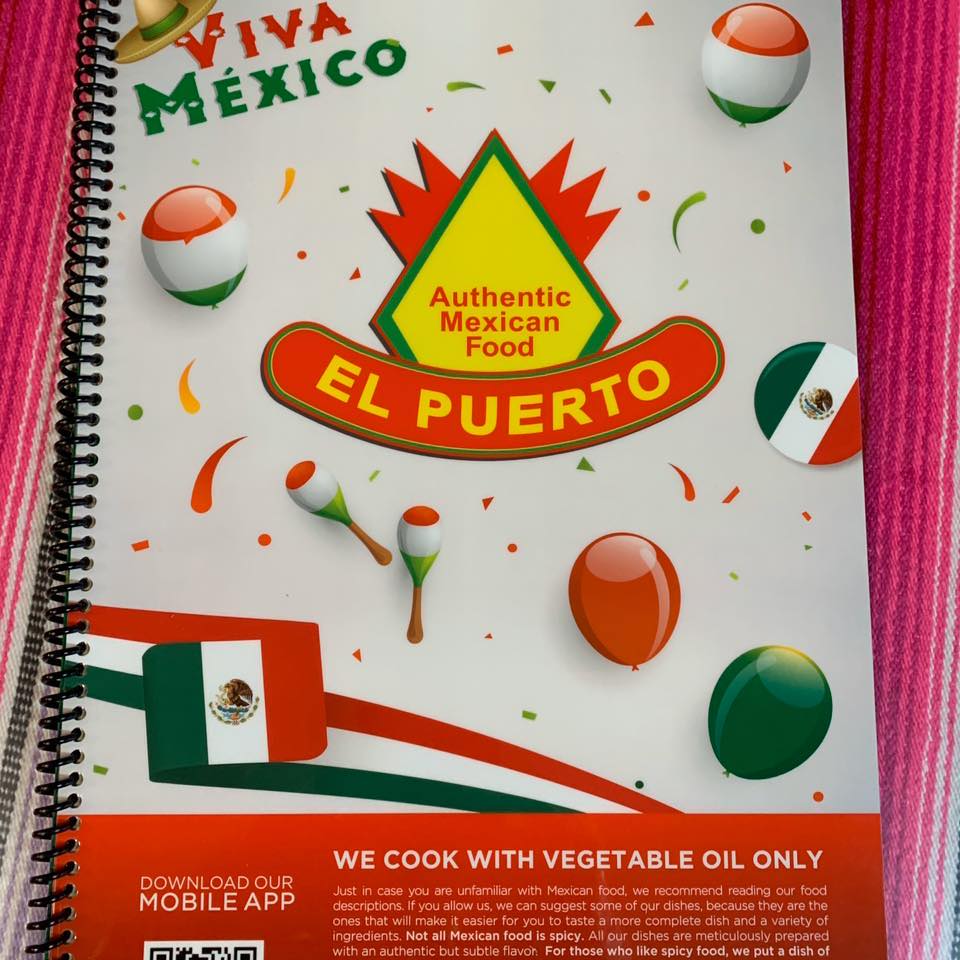 VIVA
MÉXICO
Authentic
Mexican
Food
EL PUERTO
DOWNLOAD OUR
MOBILE APP
WE COOK WITH VEGETABLE OIL ONLY
Just in case you are unfamiliar with Mexican food, we recommend reading our food
descriptions. If you allow us, we can suggest some of our dishes, because they are the
ones that will make it easier for you to taste a more complete dish and a variety of
ingredients. Not all Mexican food is spicy. All our dishes are meticulously prepared
with an authentic but subtle flavor. For those who like spicy food, we put a dish of